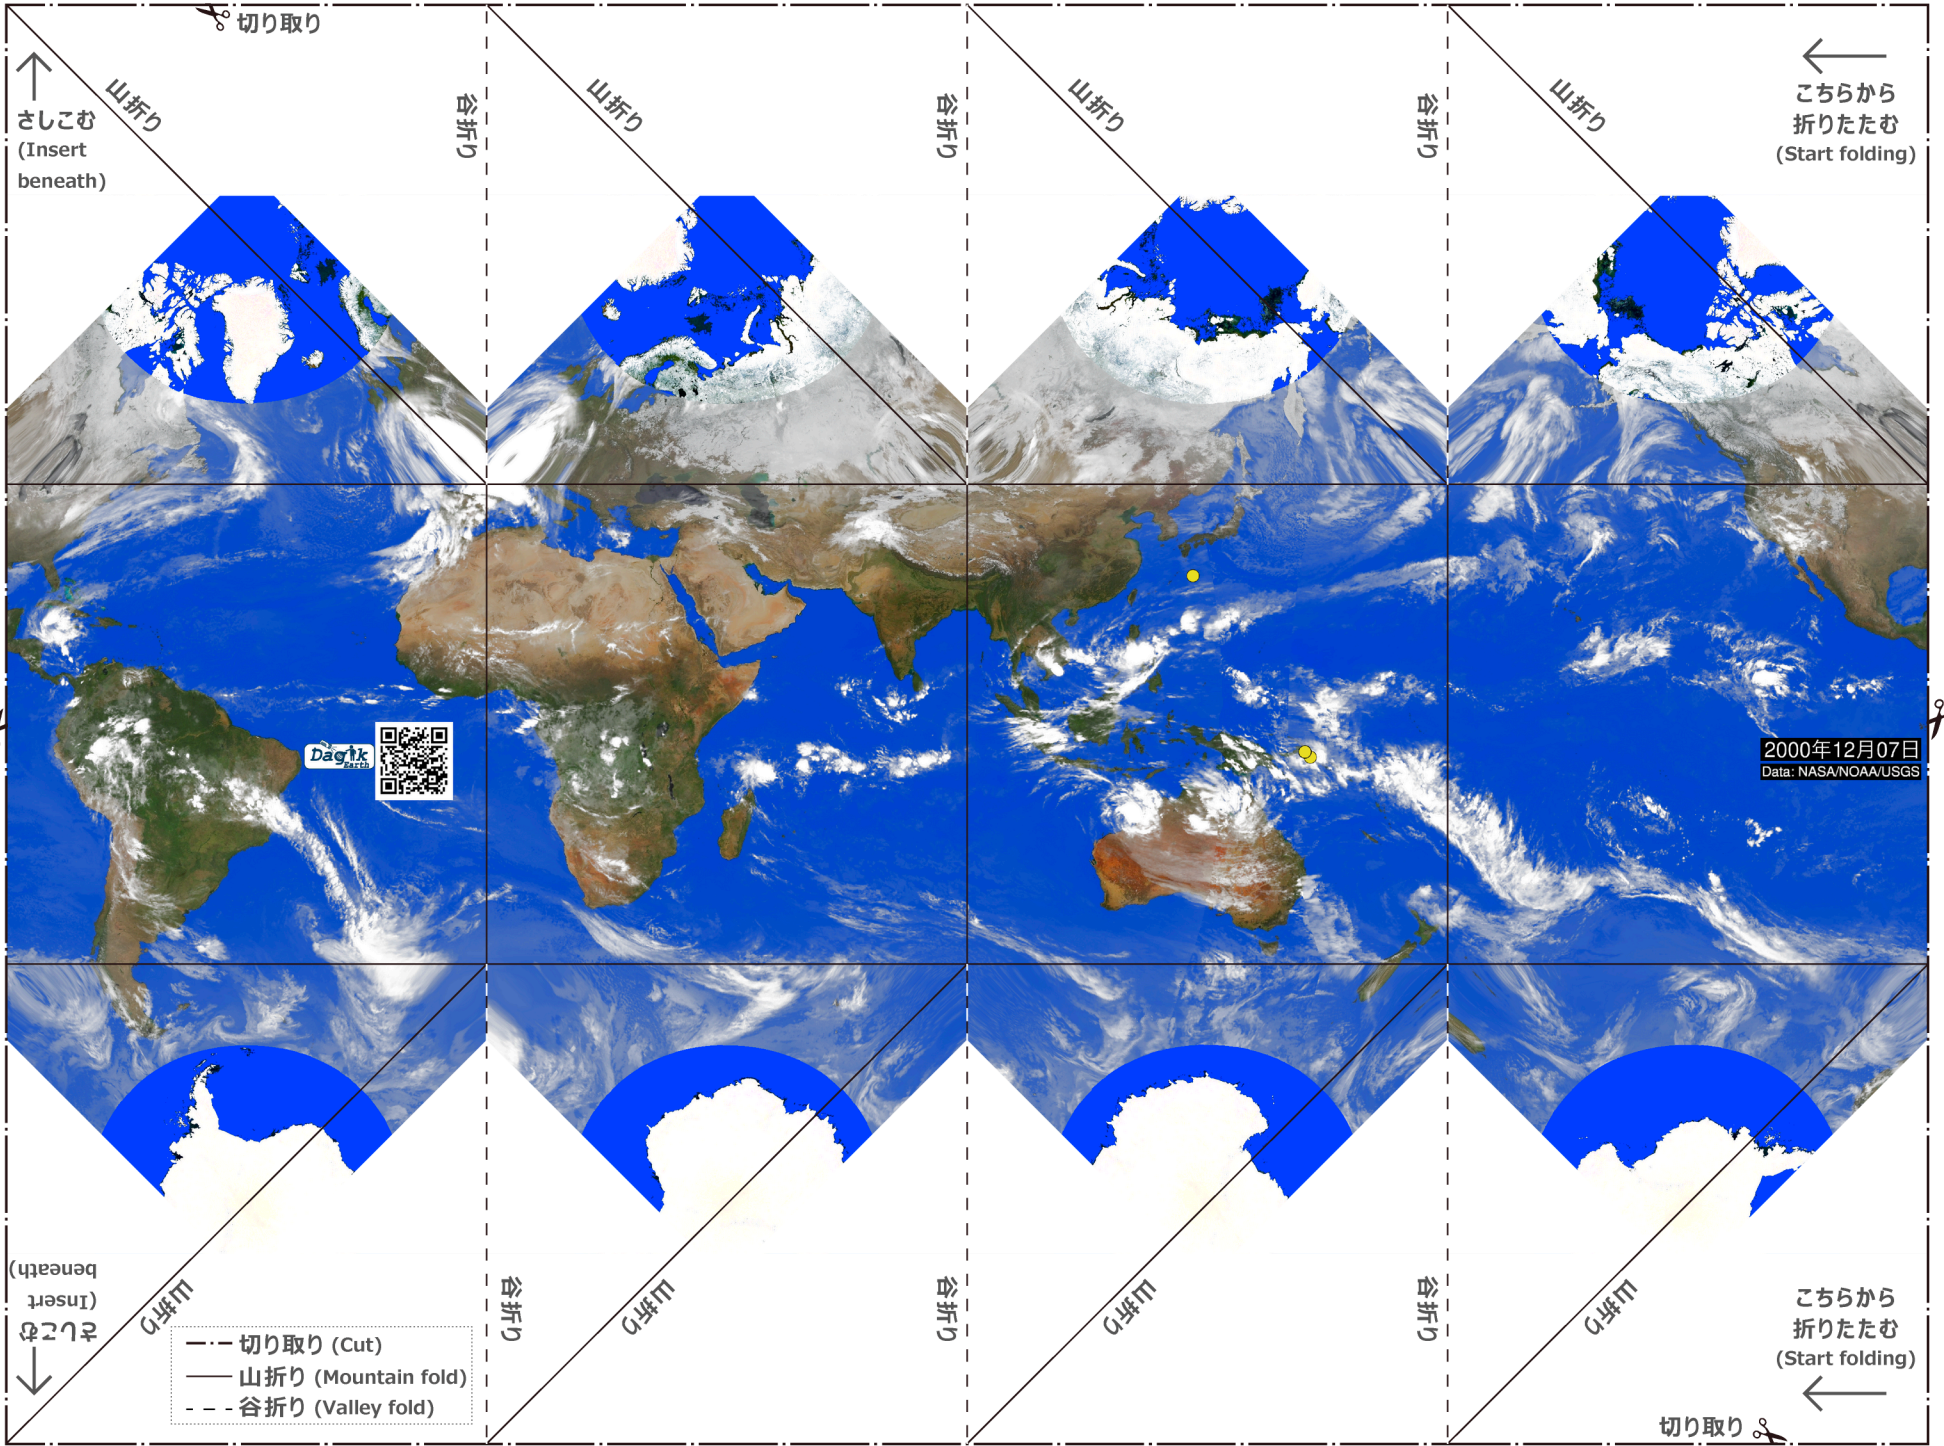 切り取り
山折り
谷折り
山折り
谷折り
山折り
谷折り
山折り
さしこむ
(Insert
beneath)
こちらから
折りたたむ
(Start folding)
Dagik
Earth
2000年12月07日
Data: NASA/NOAA/USGS
さしこむ
(Insert
beneath)
山折り
谷折り
山折り
谷折り
山折り
谷折り
山折り
こちらから
折りたたむ
(Start folding)
切り取り (Cut)
山折り (Mountain fold)
谷折り (Valley fold)
切り取り